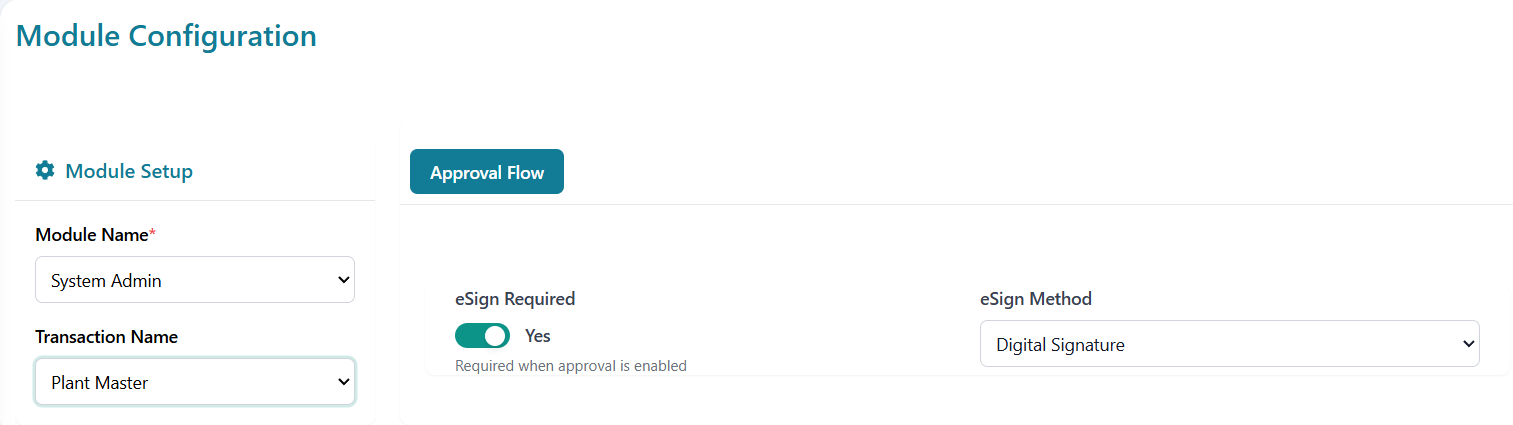 Module Configuration
Module Setup
Module Name*
System Admin
Transaction Name
Plant Master
Approval Flow
eSign Required
Yes
Required when approval is enabled
eSign Method
Digital Signature